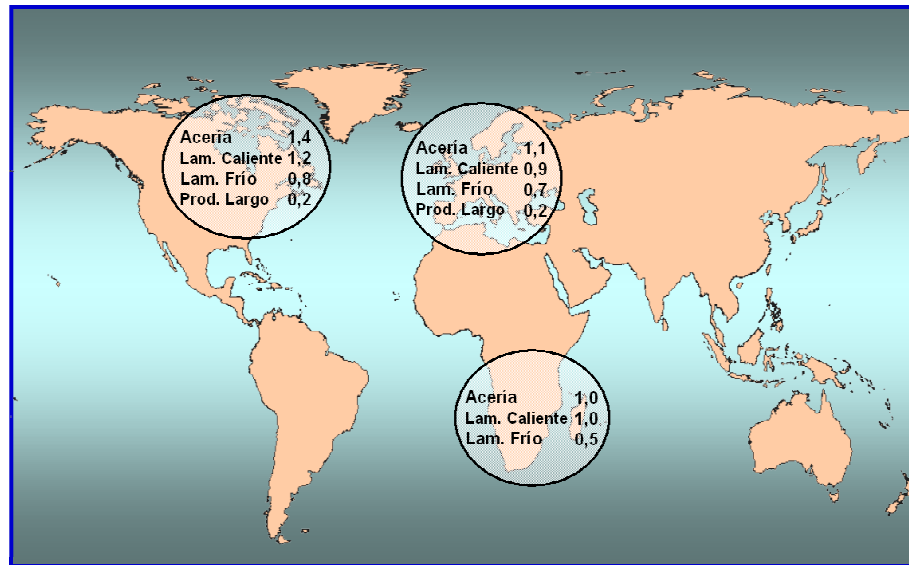 Acería 1,4
Lam. Caliente 1,2
Lam. Frío 0,8
Prod. Largo 0,2
Acería 1,1
Lam. Caliente 0,9
Lam. Frío 0,7
Prod. Largo 0,2
Acería 1,0
Lam. Caliente 1,0
Lam. Frío 0,5